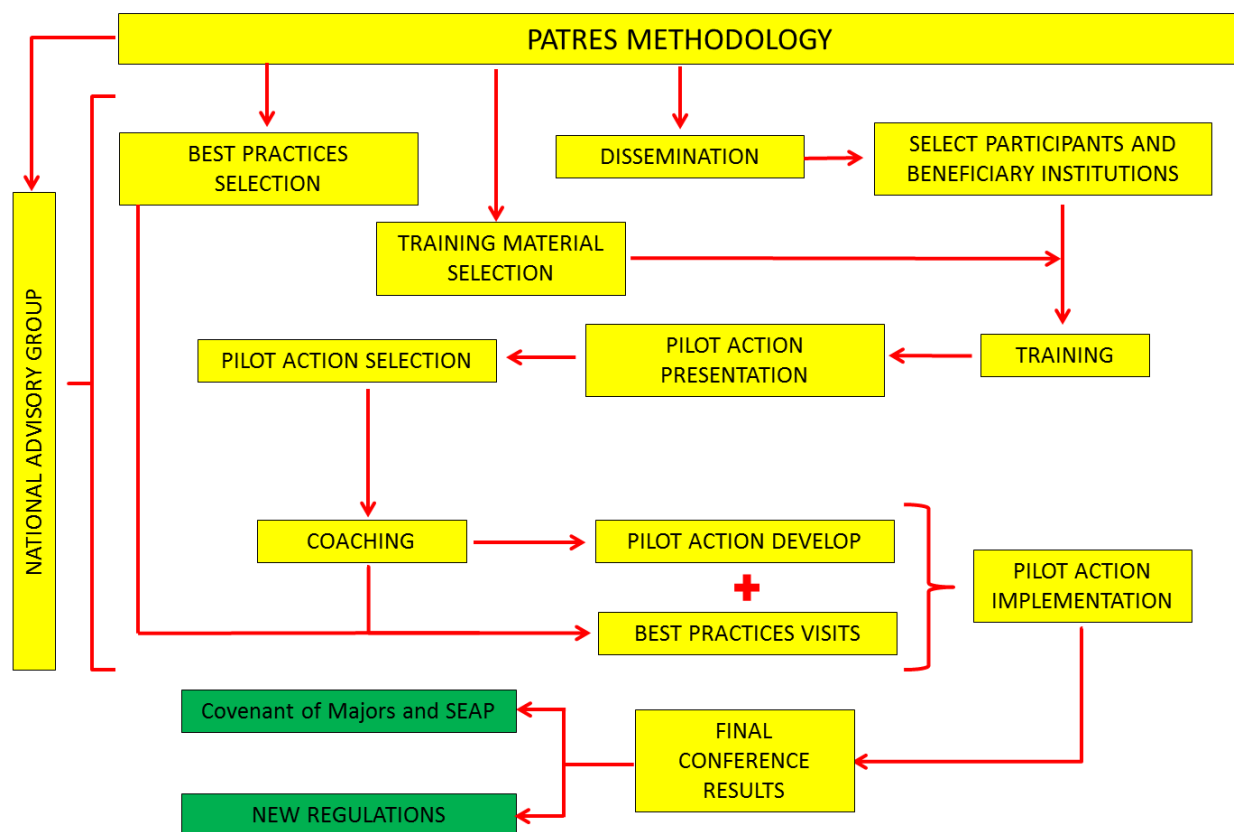 PATRES METHODOLOGY
BEST PRACTICES
SELECTION
DISSEMINATION
SELECT PARTICIPANTS AND
BENEFICIARY INSTITUTIONS
TRAINING MATERIAL
SELECTION
NATIONAL ADVISORY GROUP
PILOT ACTION SELECTION
PILOT ACTION
PRESENTATION
TRAINING
COACHING
PILOT ACTION DEVELOP
BEST PRACTICES VISITS
PILOT ACTION
IMPLEMENTATION
Covenant of Majors and SEAP
FINAL
CONFERENCE
RESULTS
NEW REGULATIONS